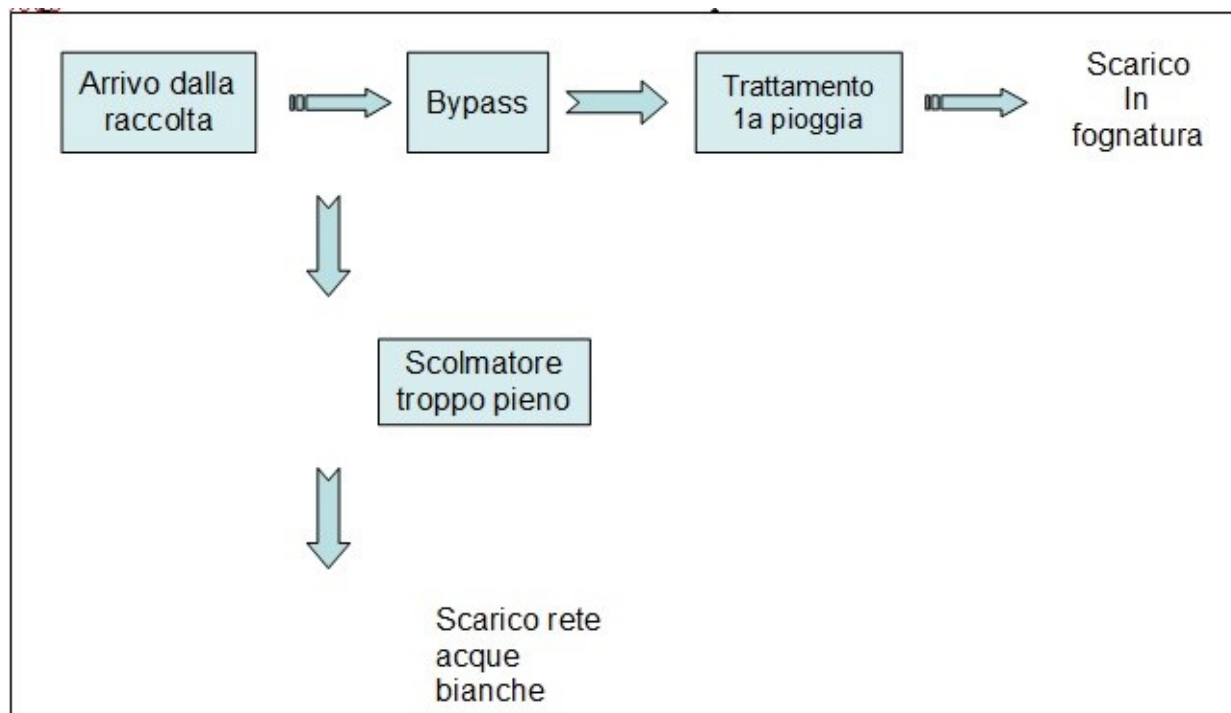 Arrivo dalla
raccolta
Bypass
Trattamento
1a pioggia
Scarico
In
fognatura
Scolmatore
troppo pieno
Scarico rete
acque
bianche